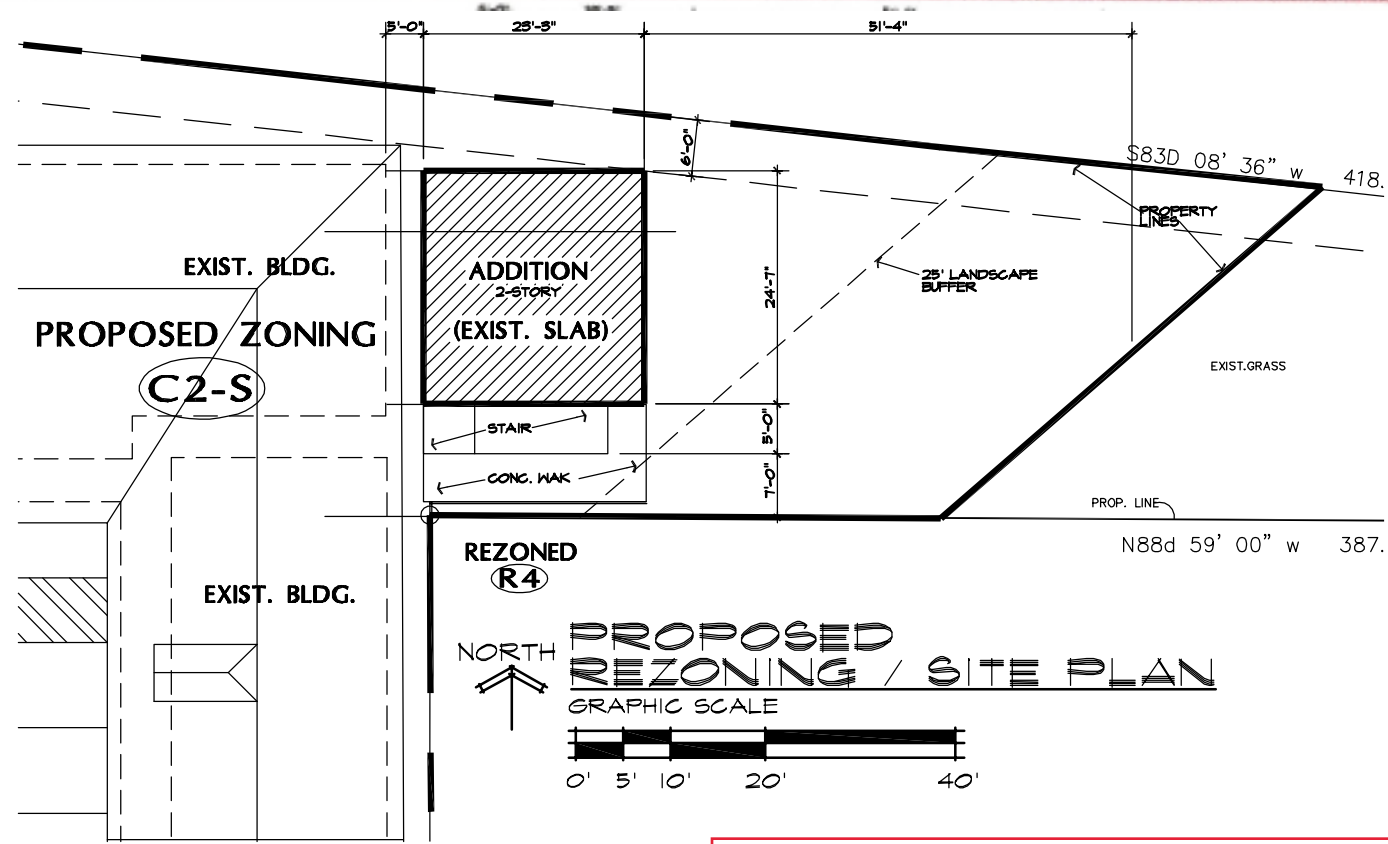 5'-0" 23'-3" 51'-4"
6'-0"
S83D 08' 36" w 418.
PROPERTY
LINES
EXIST. BLDG.
ADDITION
2-STORY
(EXIST. SLAB)
24'-7"
25' LANDSCAPE
BUFFER
PROPOSED ZONING
C2-S
EXIST.GRASS
STAIR
5'-0"
CONC. WAK
7'-0"
PROP. LINE
N88d 59' 00" w 387.
REZONED
R4
EXIST. BLDG.
NORTH
PROPOSED
REZONING / SITE PLAN
GRAPHIC SCALE
0' 5' 10' 20' 40'